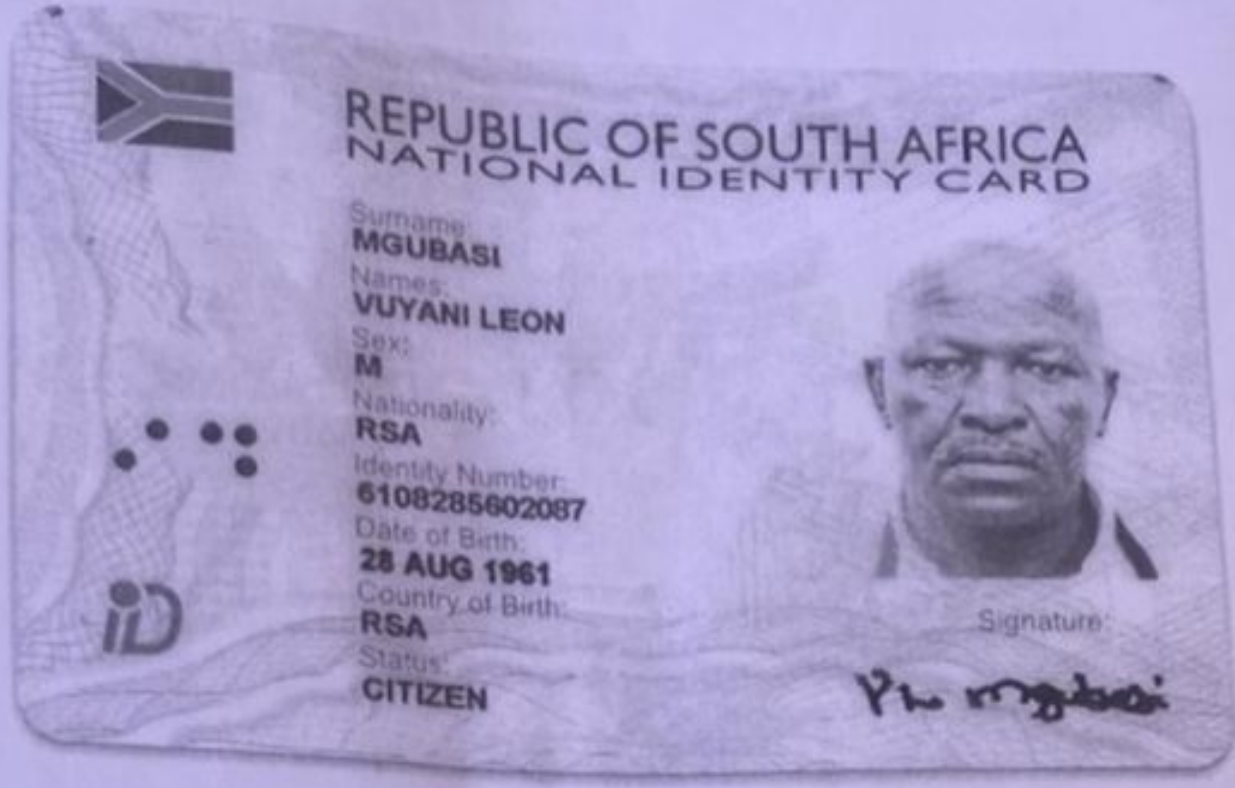 REPUBLIC OF SOUTH AFRICA
NATIONAL IDENTITY CARD
Surname:
MGUBASI
Names:
VUYANI LEON
Sex:
M
Nationality:
RSA
Identity Number:
6108285602087
Date of Birth:
28 AUG 1961
Country of Birth:
RSA
Status:
CITIZEN
iD
Signature:
Mgubasi